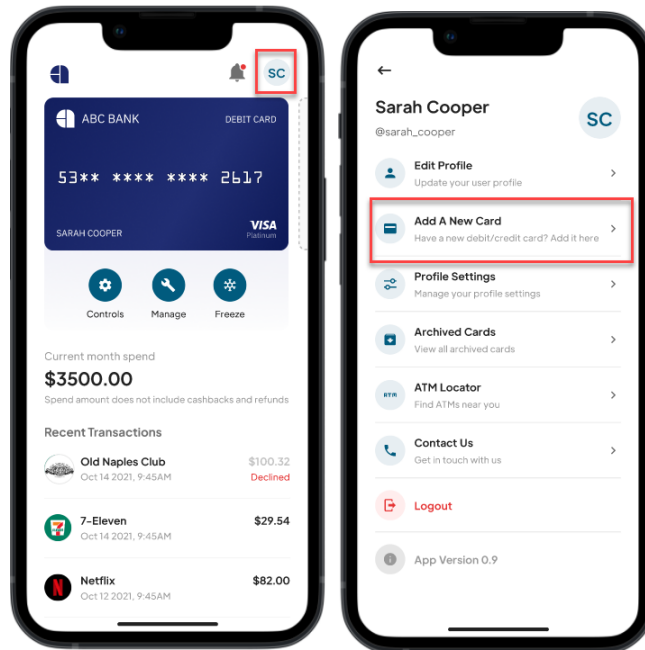 SC
ABC BANK
DEBIT CARD
53** **** **** 2617
SARAH COOPER
VISA
Platinum
Controls
Manage
Freeze
Current month spend
$3500.00
Spend amount does not include cashbacks and refunds
Recent Transactions
Old Naples Club
$100.32
Oct 14 2021, 9:45AM
Declined
7-Eleven
$29.54
Oct 14 2021, 9:45AM
Netflix
$82.00
Oct 12 2021, 9:45AM
Sarah Cooper
@sarah_cooper
SC
Edit Profile
Update your user profile
Add A New Card
Have a new debit/credit card? Add it here
Profile Settings
Manage your profile settings
Archived Cards
View all archived cards
ATM
ATM Locator
Find ATMs near you
Contact Us
Get in touch with us
Logout
App Version 0.9